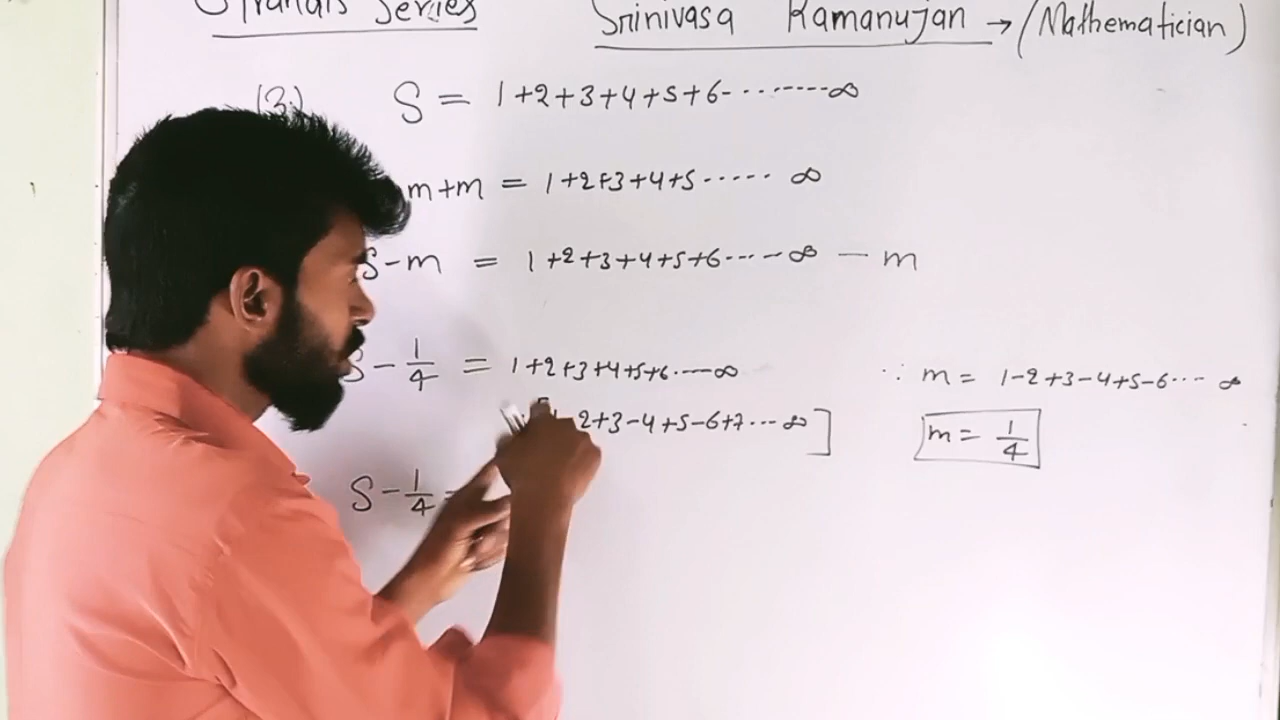 Series Srinivasa Ramanujan → (Mathematician)
(3.) S = 1+2+3+4+5+6-·······--∞
m+m = 1+2+3+4+5 ····· ∞
S-m = 1+2+3+4+5+6----∞ — m
S - 1/4 = 1+2+3+4+5+6·----∞ ∵ m = 1-2+3-4+5-6··· ∞
2+3-4+5-6+7··· ∞ ]
m = 1/4
S - 1/4 =